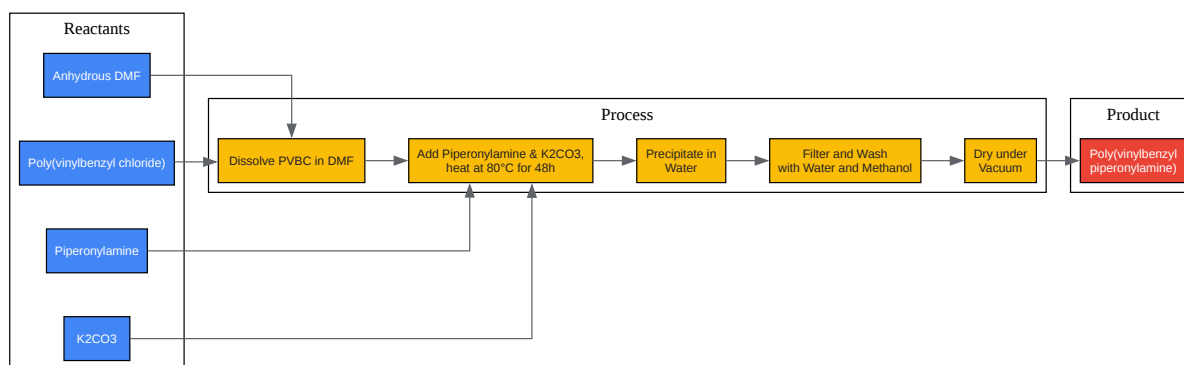 Reactants
Anhydrous DMF
Poly(vinylbenzyl chloride)
Piperonylamine
K2CO3
Process
Dissolve PVBC in DMF
Add Piperonylamine & K2CO3,
heat at 80°C for 48h
Precipitate in
Water
Filter and Wash
with Water and Methanol
Dry under
Vacuum
Product
Poly(vinylbenzyl
piperonylamine)